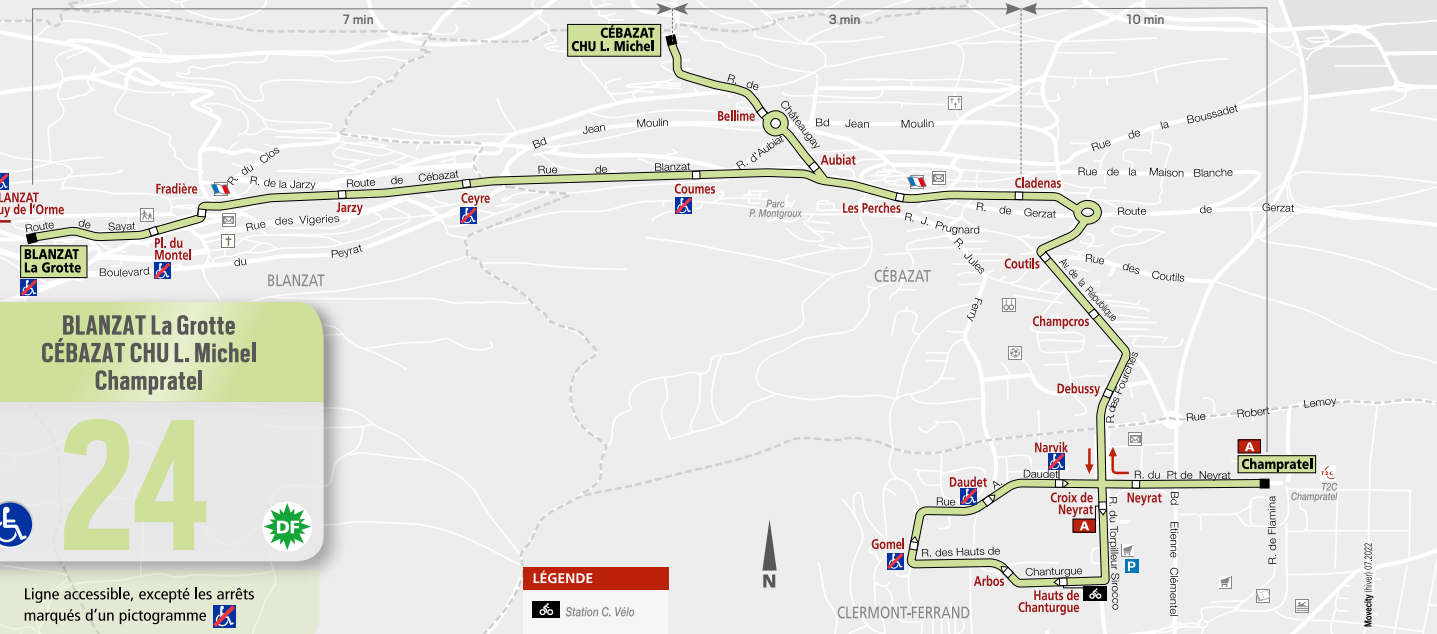 7 min
3 min
10 min
CÉBAZAT
CHU L. Michel
R. de
Châteaugay
Bellime
Bd Jean Moulin
Bd Jean Moulin
R. d'Aubiat
Aubiat
Rue de la Boussadet
Rue de la Maison Blanche
R. du Clos
Fradière
R. de la Jarzy
Route de Cébazat
Rue de Blanzat
Jarzy
Ceyre
Coumes
Parc
P. Montgroux
Les Perches
Cladenas
R. de Gerzat
Route de Gerzat
R. J. Prugnard
R. Jules
Ferry
LANZAT
uy de l'Orme
Route de Sayat
Rue des Vigeries
Pl. du
Montel
BLANZAT
La Grotte
Boulevard du Peyrat
BLANZAT
CÉBAZAT
Coutils
Rue des Coutils
Av. de la République
Champcros
Debussy
R. des Fourches
Rue Robert Lemoy
BLANZAT La Grotte
CÉBAZAT CHU L. Michel
Champratel
24
DF
Ligne accessible, excepté les arrêts
marqués d'un pictogramme
Narvik
A
Champratel
T2C
T2C
Champratel
Daudet
Rue A. Daudet
Croix de
Neyrat
A
Neyrat
R. du Pt de Neyrat
R. du Torpilleur Sirocco
Bd Etienne Clémentel
R. de Flamina
Gomel
R. des Hauts de
Chanturgue
Arbos
Hauts de
Chanturgue
P
CLERMONT-FERRAND
N
LÉGENDE
Station C. Vélo
Movecity (hiver) 07.2022